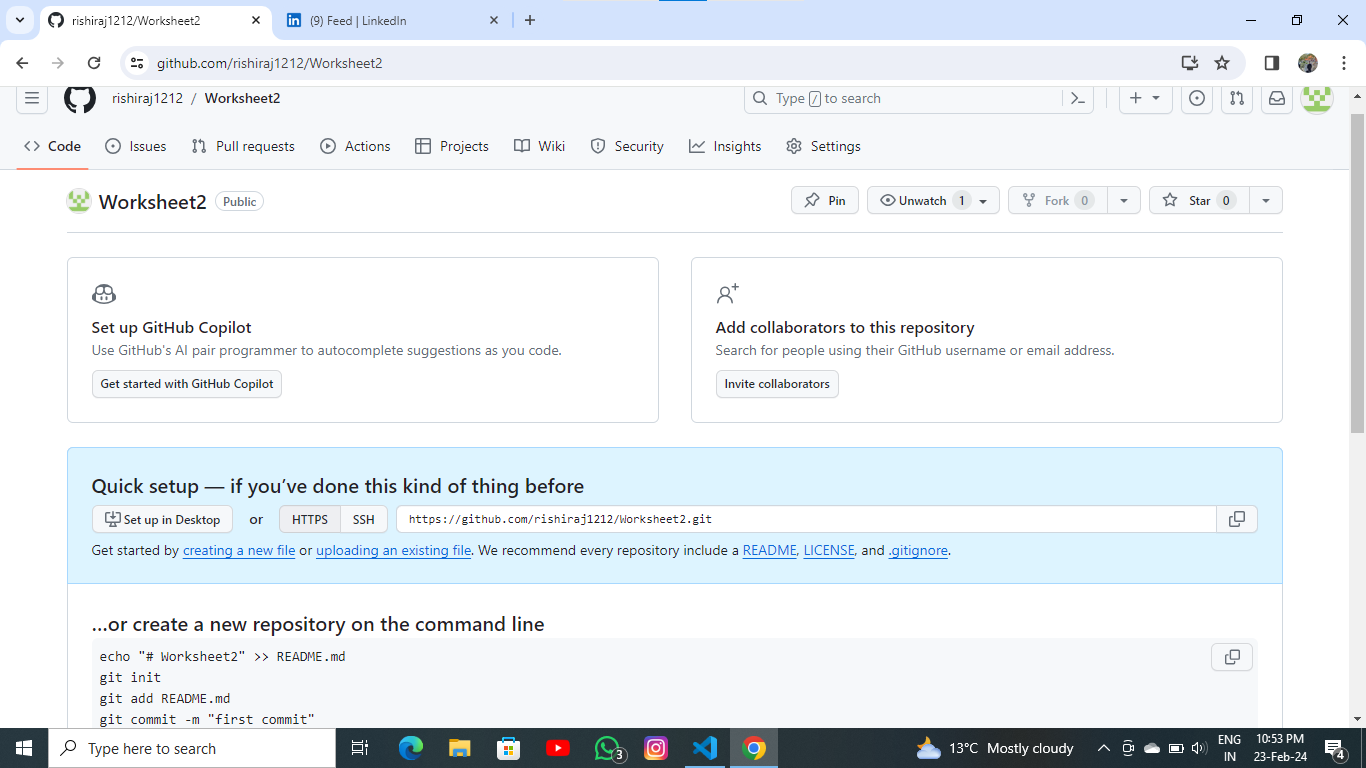 rishiraj1212/Worksheet2
(9) Feed | LinkedIn
github.com/rishiraj1212/Worksheet2
rishiraj1212 / Worksheet2
Type / to search
Code Issues Pull requests Actions Projects Wiki Security Insights Settings
Worksheet2 Public
Pin Unwatch 1 Fork 0 Star 0
Set up GitHub Copilot
Use GitHub's AI pair programmer to autocomplete suggestions as you code.
Get started with GitHub Copilot
Add collaborators to this repository
Search for people using their GitHub username or email address.
Invite collaborators
Quick setup — if you’ve done this kind of thing before
Set up in Desktop or HTTPS SSH https://github.com/rishiraj1212/Worksheet2.git
Get started by creating a new file or uploading an existing file. We recommend every repository include a README, LICENSE, and .gitignore.
…or create a new repository on the command line
echo "# Worksheet2" >> README.md
git init
git add README.md
git commit -m "first commit"
Type here to search
3
13°C Mostly cloudy
ENG
IN
10:53 PM
23-Feb-24
4